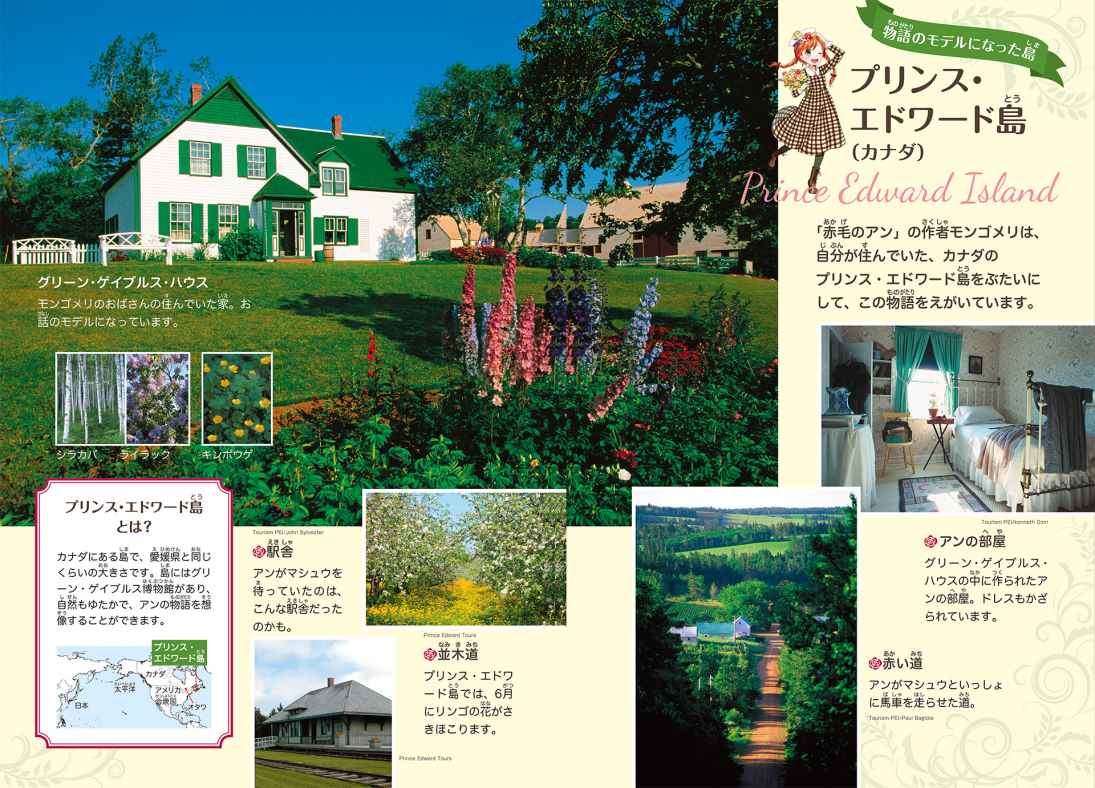 物語のモデルになった島
プリンス・
エドワード島
（カナダ）
Prince Edward Island
「赤毛のアン」の作者モンゴメリは、
自分が住んでいた、カナダの
プリンス・エドワード島をぶたいに
して、この物語をえがいています。
グリーン・ゲイブルス・ハウス
モンゴメリのおばさんの住んでいた家。お
話のモデルになっています。
シラカバ
ライラック
キンポウゲ
プリンス・エドワード島
とは？
カナダにある島で、愛媛県と同じ
くらいの大きさです。島にはグリ
ーン・ゲイブルス博物館があり、
自然もゆたかで、アンの物語を想
像することができます。
プリンス・
エドワード島
カナダ
太平洋
アメリカ
合衆国
日本
オタワ
Tourism PEI/John Sylvester
駅舎
アンがマシュウを
待っていたのは、
こんな駅舎だった
のかも。
Prince Edward Tours
並木道
プリンス・エドワ
ード島では、6月
にリンゴの花がさ
きほこります。
Prince Edward Tours
Tourism PEI/Kenneth Ginn
アンの部屋
グリーン・ゲイブルス・
ハウスの中に作られたア
ンの部屋。ドレスもかざ
られています。
赤い道
アンがマシュウといっしょ
に馬車を走らせた道。
Tourism PEI/Paul Baglole